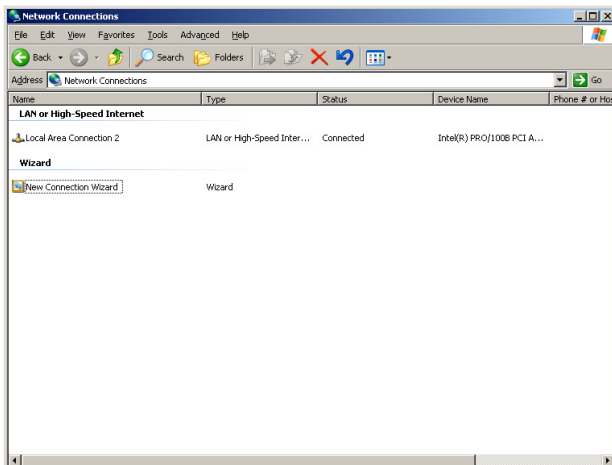 Network Connections
File Edit View Favorites Tools Advanced Help
Back Search Folders
Address Network Connections Go
Name Type Status Device Name Phone # or Hos
LAN or High-Speed Internet
Local Area Connection 2 LAN or High-Speed Inter... Connected Intel(R) PRO/100B PCI A...
Wizard
New Connection Wizard Wizard